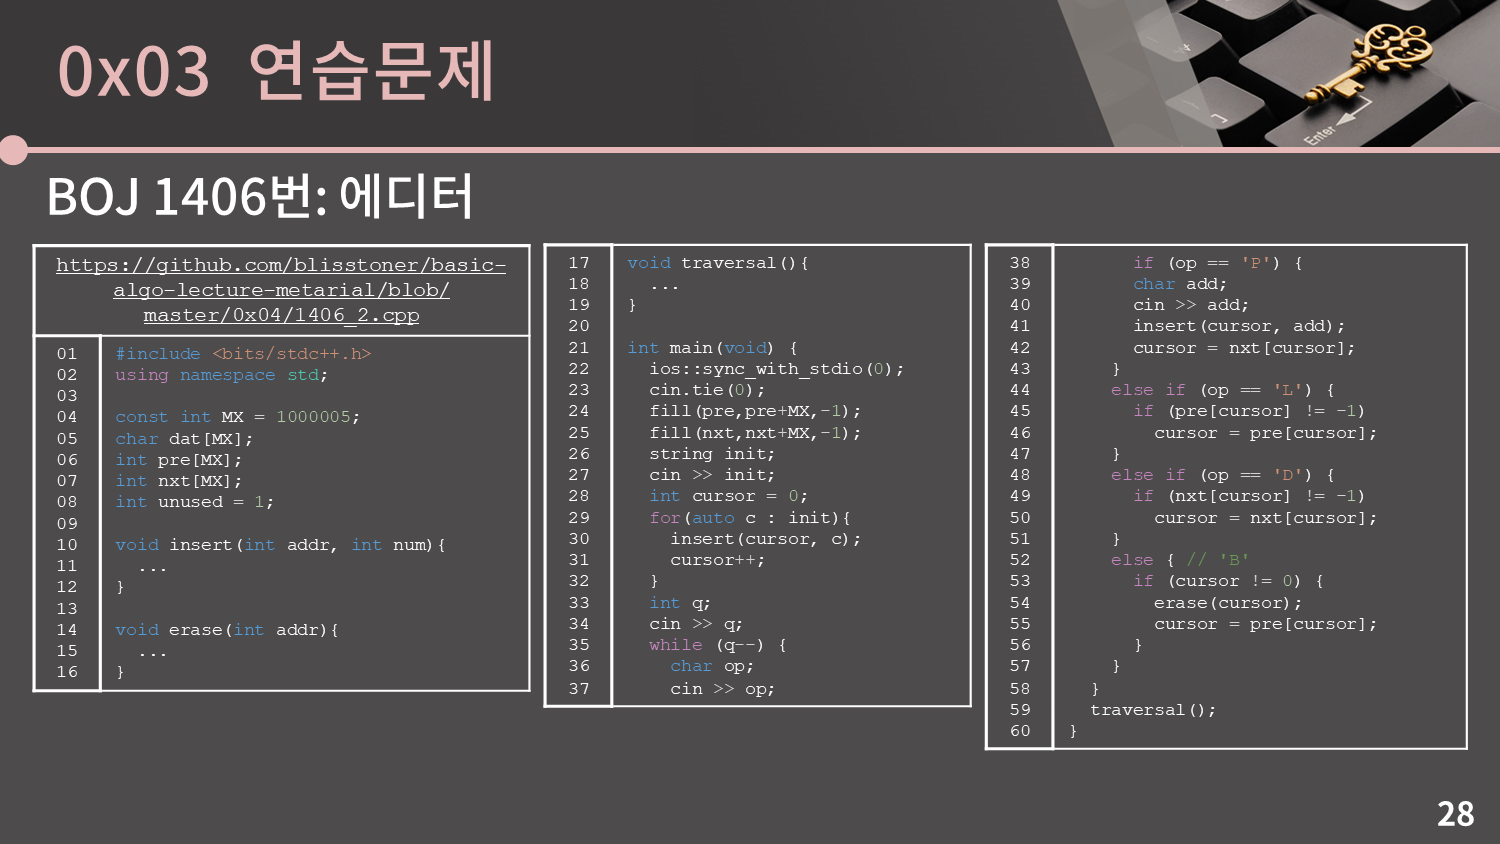 0x03 연습문제
Enter
BOJ 1406번: 에디터
https://github.com/blisstoner/basic-
algo-lecture-metarial/blob/
master/0x04/1406_2.cpp
01 #include <bits/stdc++.h>
02 using namespace std;
03
04 const int MX = 1000005;
05 char dat[MX];
06 int pre[MX];
07 int nxt[MX];
08 int unused = 1;
09
10 void insert(int addr, int num){
11   ...
12 }
13
14 void erase(int addr){
15   ...
16 }
17 void traversal(){
18   ...
19 }
20
21 int main(void) {
22   ios::sync_with_stdio(0);
23   cin.tie(0);
24   fill(pre,pre+MX,-1);
25   fill(nxt,nxt+MX,-1);
26   string init;
27   cin >> init;
28   int cursor = 0;
29   for(auto c : init){
30     insert(cursor, c);
31     cursor++;
32   }
33   int q;
34   cin >> q;
35   while (q--) {
36     char op;
37     cin >> op;
38       if (op == 'P') {
39       char add;
40       cin >> add;
41       insert(cursor, add);
42       cursor = nxt[cursor];
43     }
44     else if (op == 'L') {
45       if (pre[cursor] != -1)
46         cursor = pre[cursor];
47     }
48     else if (op == 'D') {
49       if (nxt[cursor] != -1)
50         cursor = nxt[cursor];
51     }
52     else { // 'B'
53       if (cursor != 0) {
54         erase(cursor);
55         cursor = pre[cursor];
56       }
57     }
58   }
59   traversal();
60 }
28